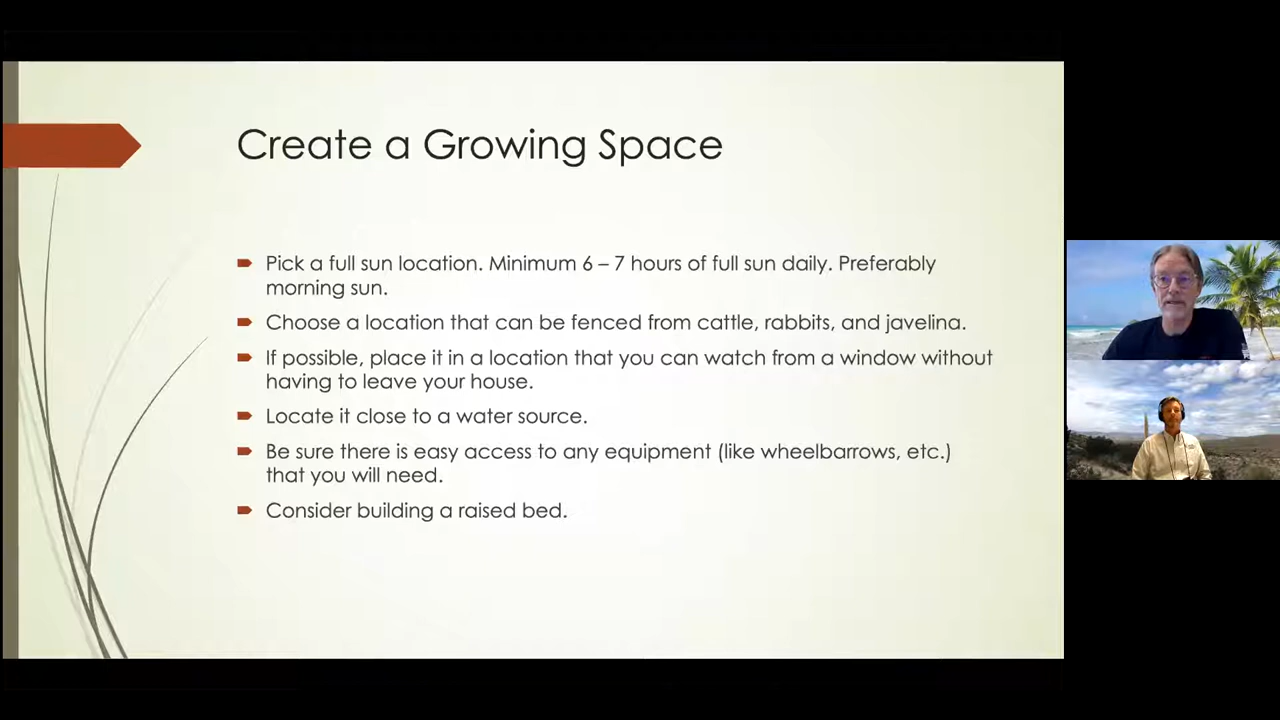 Create a Growing Space
Pick a full sun location. Minimum 6 – 7 hours of full sun daily. Preferably
morning sun.
Choose a location that can be fenced from cattle, rabbits, and javelina.
If possible, place it in a location that you can watch from a window without
having to leave your house.
Locate it close to a water source.
Be sure there is easy access to any equipment (like wheelbarrows, etc.)
that you will need.
Consider building a raised bed.